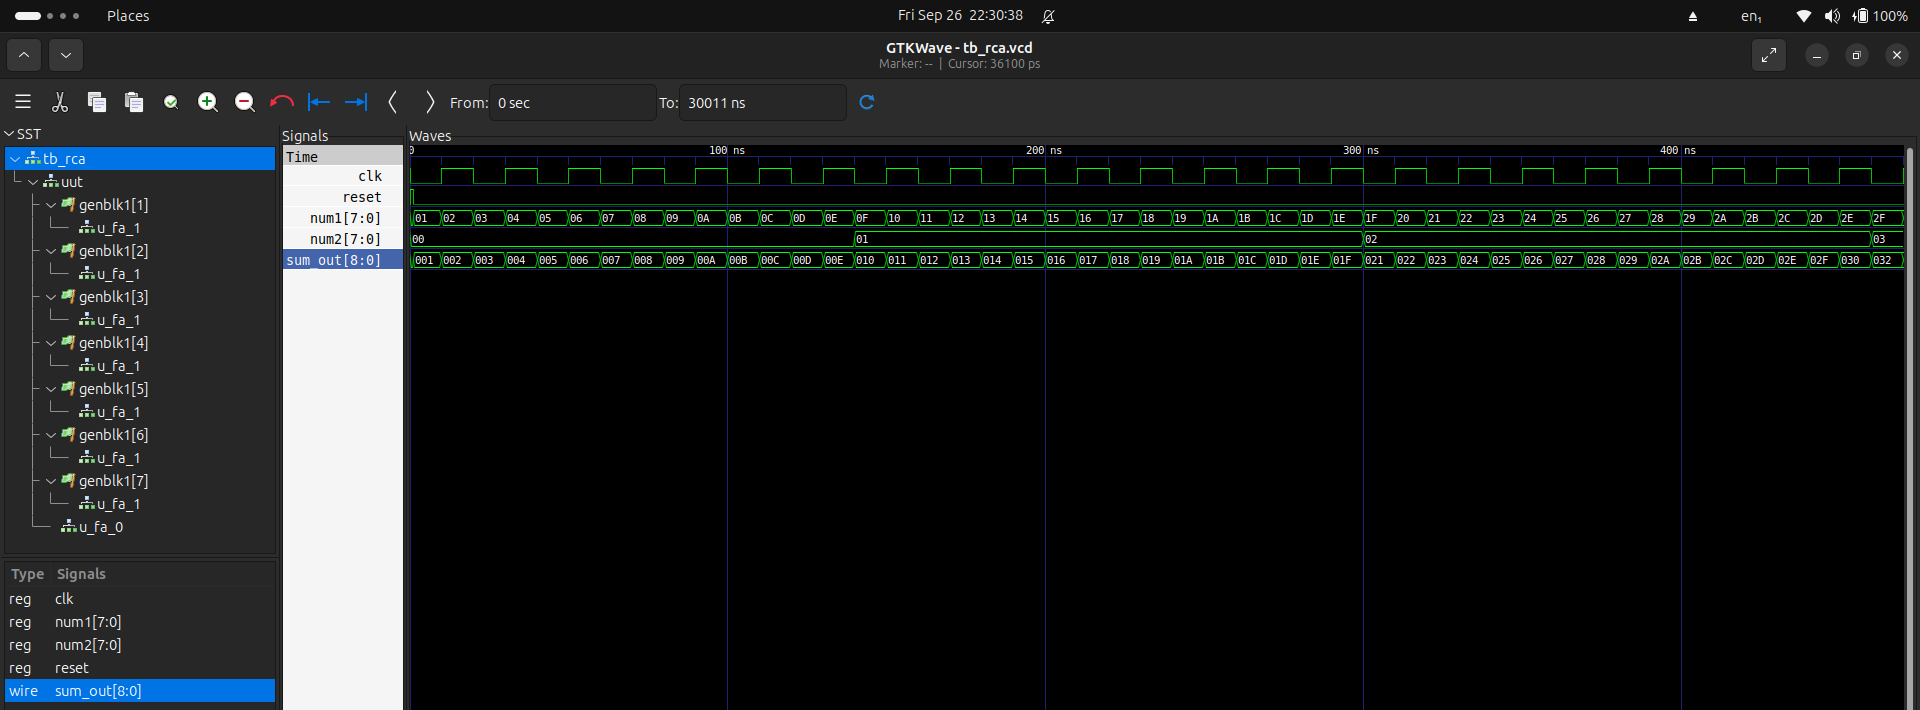 Places
Fri Sep 26 22:30:38
en₁
100%
GTKWave - tb_rca.vcd
Marker: -- | Cursor: 36100 ps
From: 0 sec
To: 30011 ns
SST
tb_rca
uut
genblk1[1]
u_fa_1
genblk1[2]
u_fa_1
genblk1[3]
u_fa_1
genblk1[4]
u_fa_1
genblk1[5]
u_fa_1
genblk1[6]
u_fa_1
genblk1[7]
u_fa_1
u_fa_0
Type Signals
reg clk
reg num1[7:0]
reg num2[7:0]
reg reset
wire sum_out[8:0]
Signals
Time
clk
reset
num1[7:0]
num2[7:0]
sum_out[8:0]
Waves
0 100 ns 200 ns 300 ns 400 ns
01 02 03 04 05 06 07 08 09 0A 0B 0C 0D 0E 0F 10 11 12 13 14 15 16 17 18 19 1A 1B 1C 1D 1E 1F 20 21 22 23 24 25 26 27 28 29 2A 2B 2C 2D 2E 2F
00 01 02 03
001 002 003 004 005 006 007 008 009 00A 00B 00C 00D 00E 010 011 012 013 014 015 016 017 018 019 01A 01B 01C 01D 01E 01F 021 022 023 024 025 026 027 028 029 02A 02B 02C 02D 02E 02F 030 032